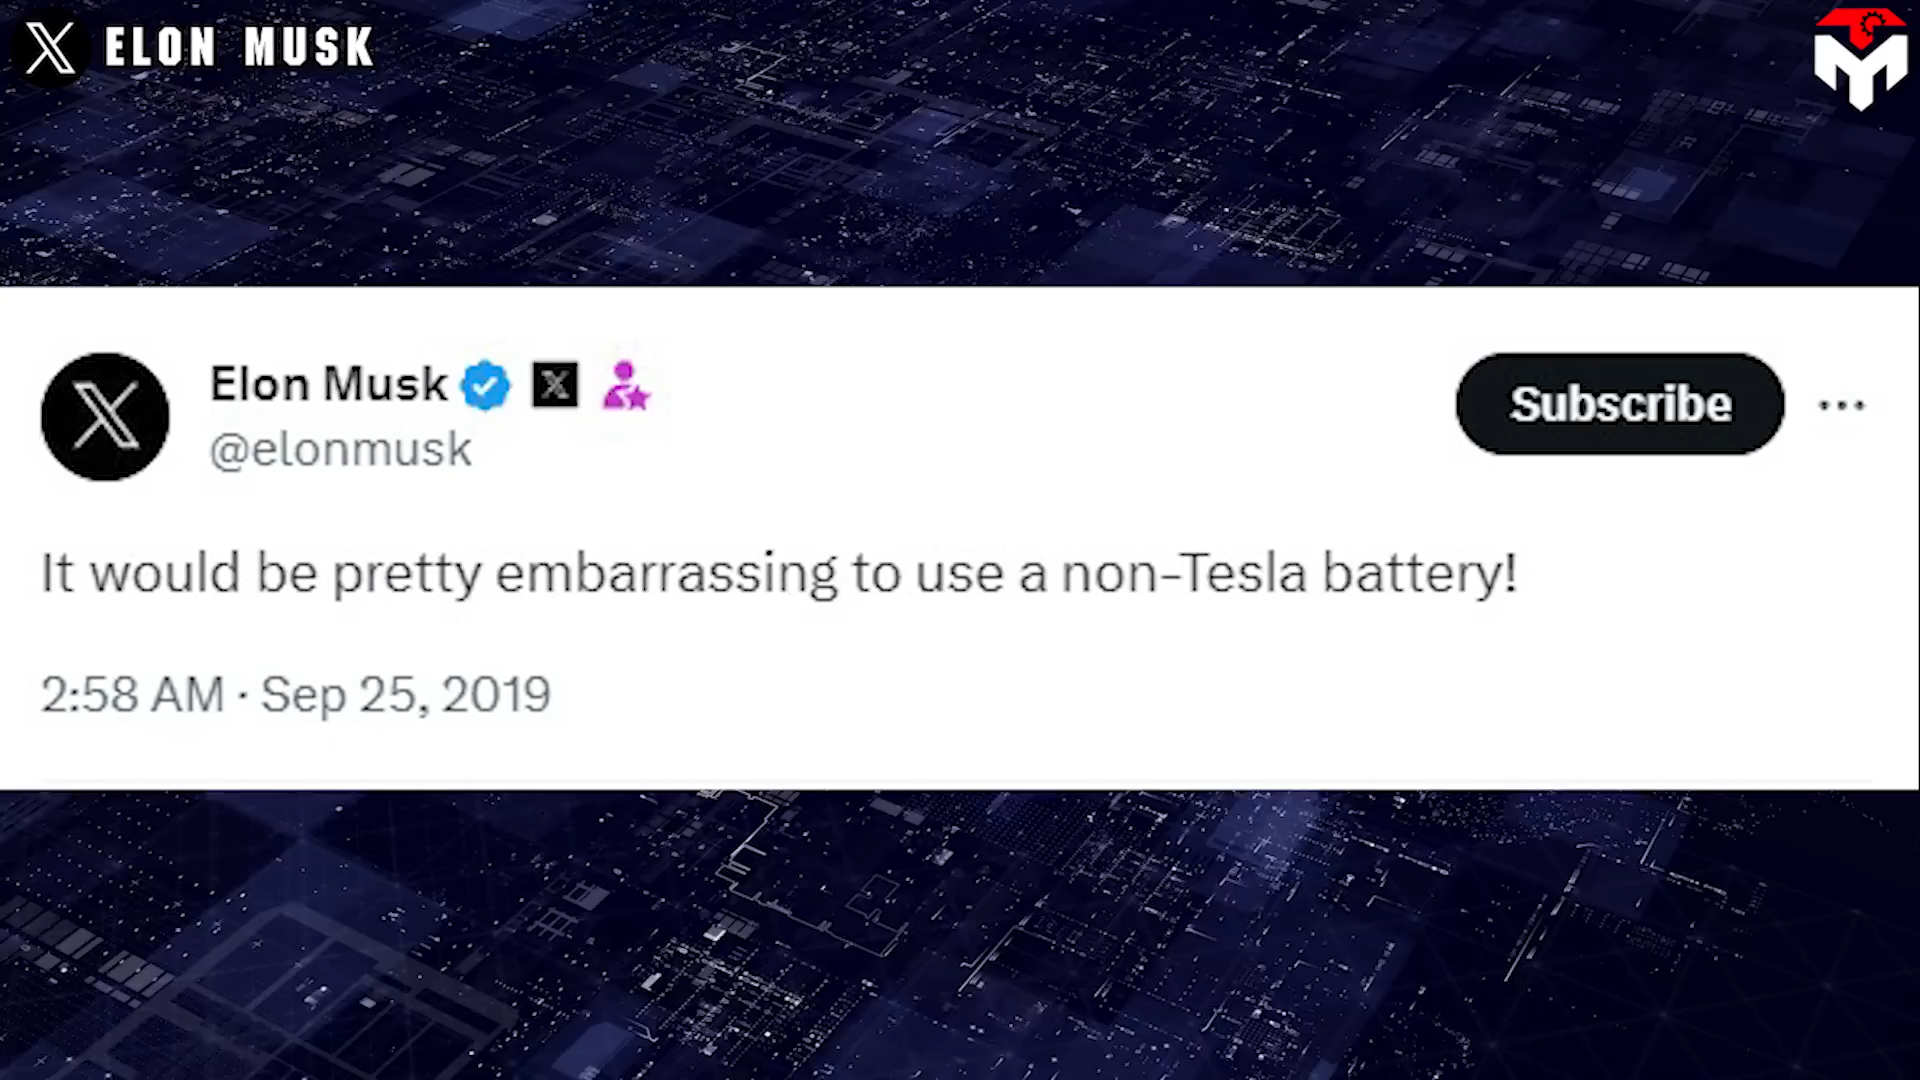 ELON MUSK
Elon Musk
@elonmusk
Subscribe
It would be pretty embarrassing to use a non-Tesla battery!
2:58 AM · Sep 25, 2019